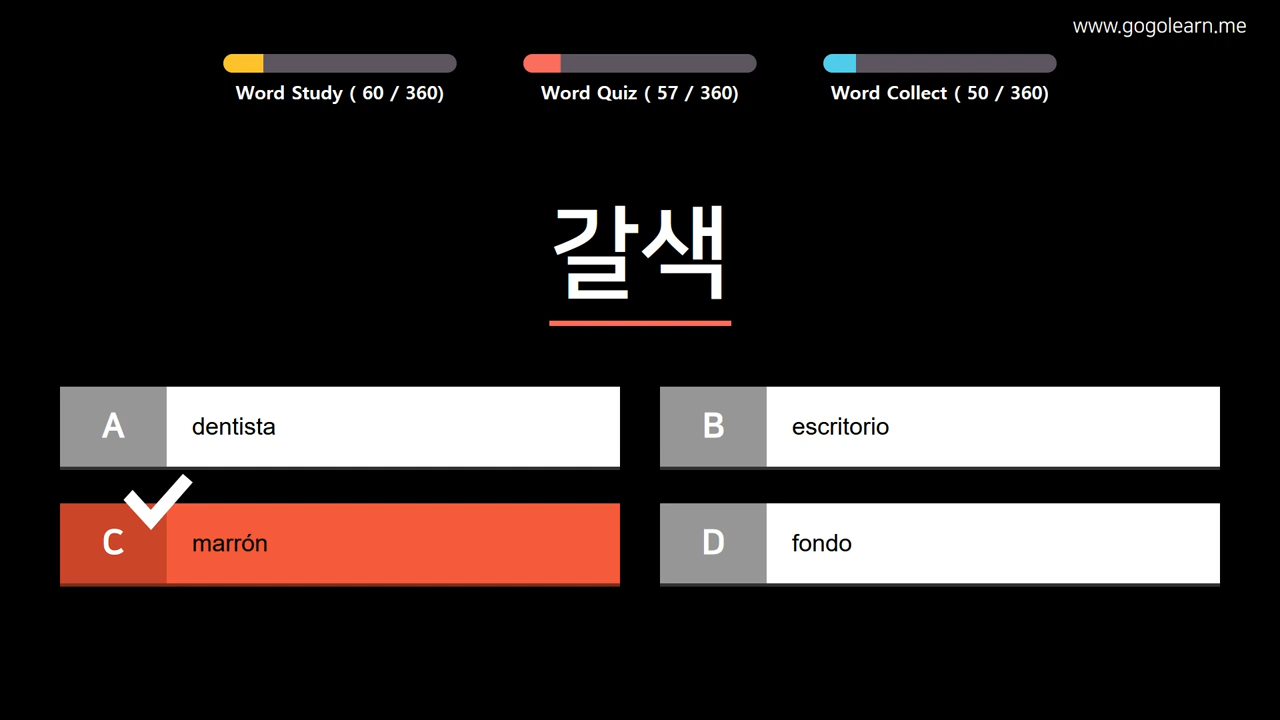 www.gogolearn.me
Word Study ( 60 / 360)
Word Quiz ( 57 / 360)
Word Collect ( 50 / 360)
갈색
A
dentista
B
escritorio
C
marrón
D
fondo